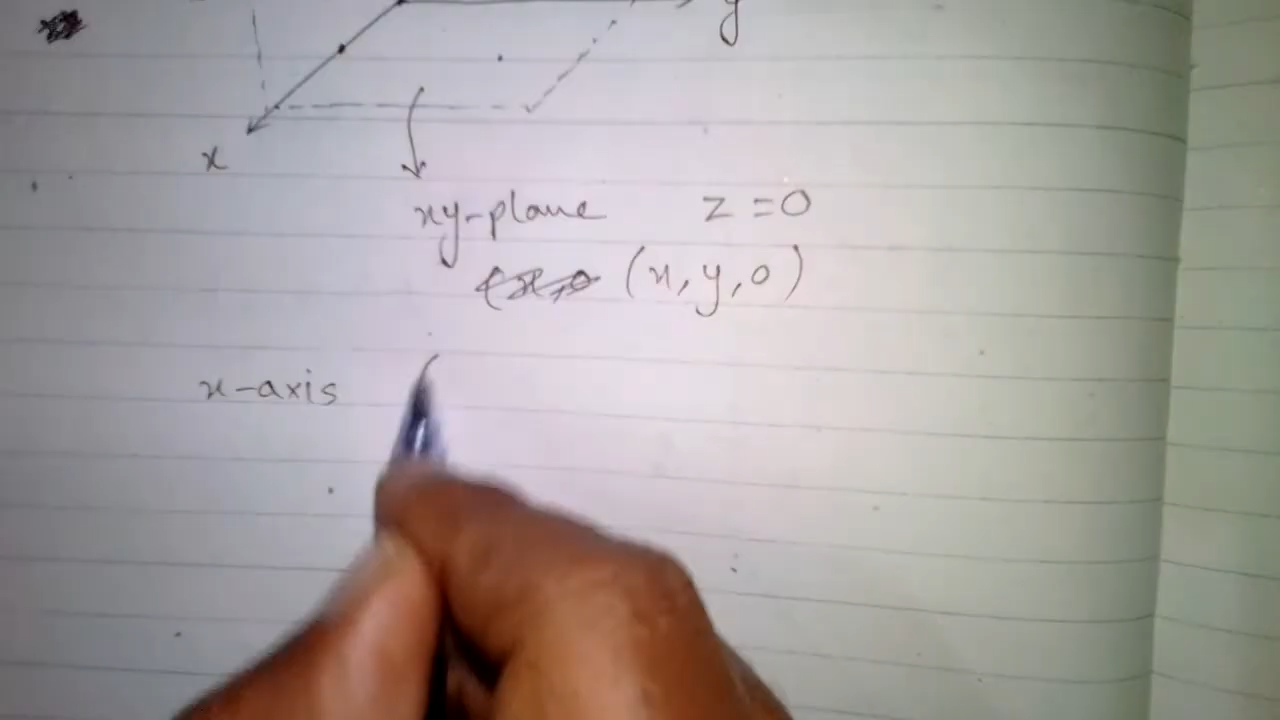 y
x
xy-plane z=0
(x,y,0)
x-axis (